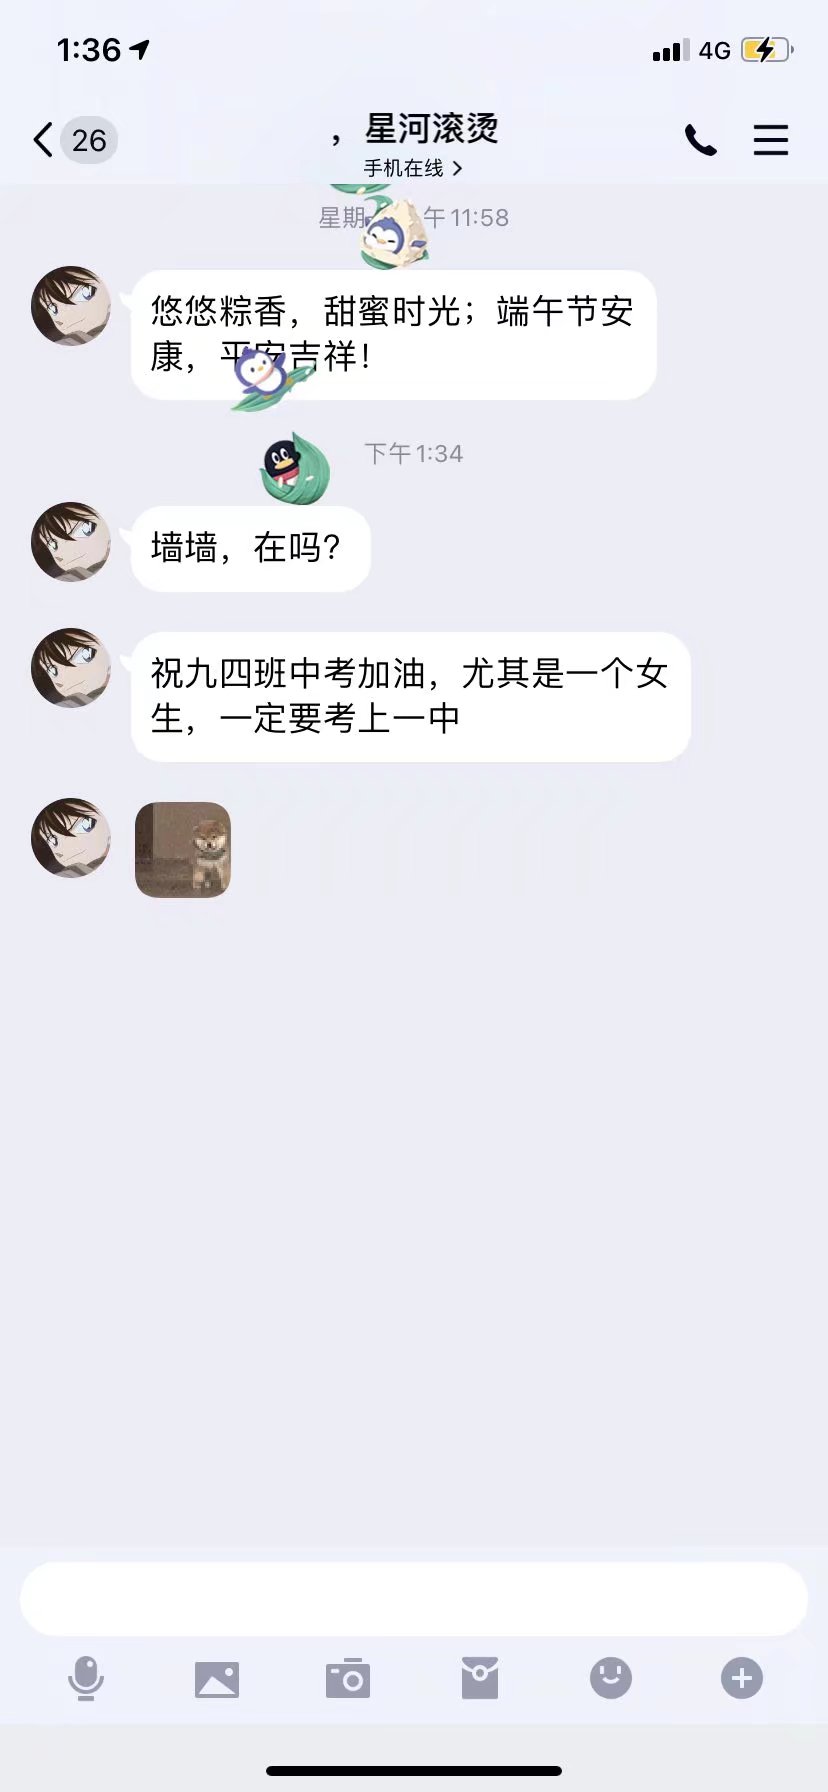 1:36
4G
26
，星河滚烫
手机在线
星期 午11:58
悠悠粽香，甜蜜时光；端午节安
康，平安吉祥！
下午1:34
墙墙，在吗？
祝九四班中考加油，尤其是一个女
生，一定要考上一中